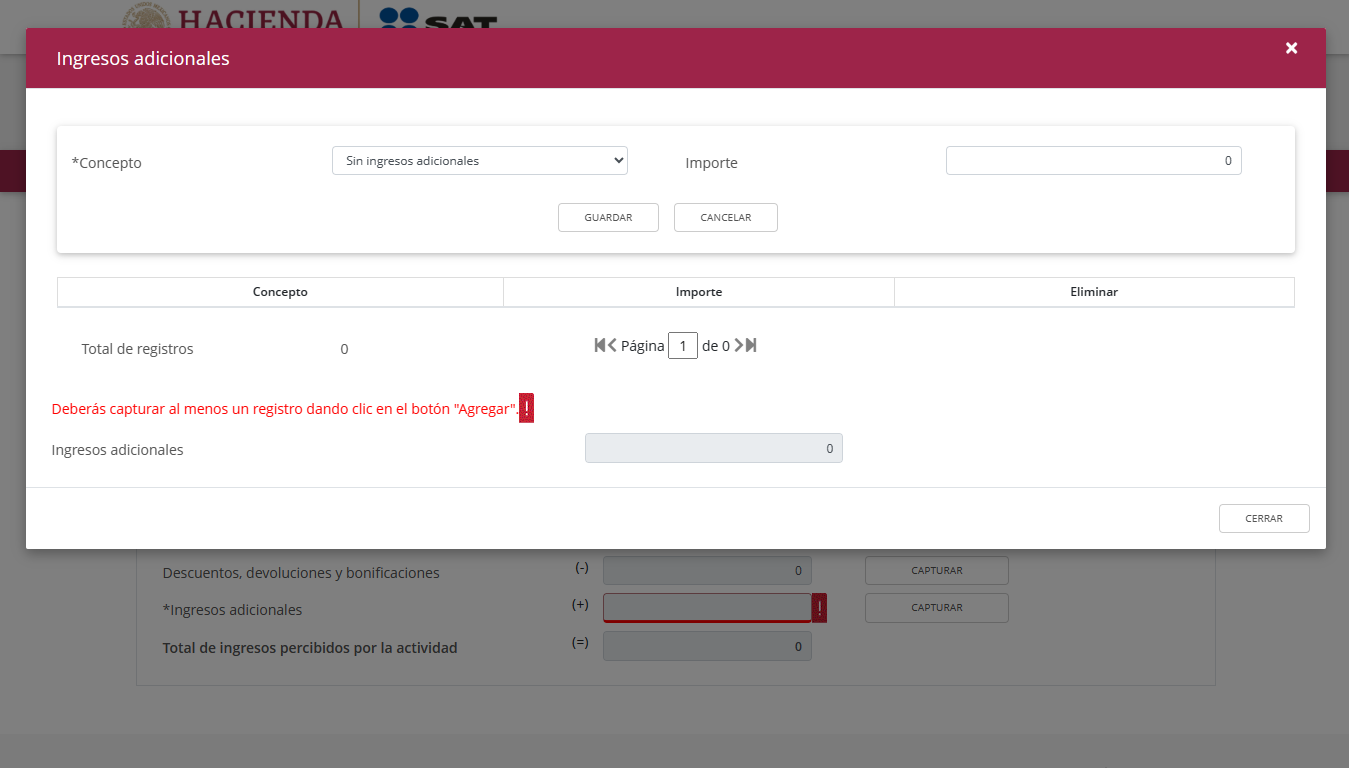 HACIENDA SAT
Ingresos adicionales ×
*Concepto Sin ingresos adicionales Importe 0
GUARDAR CANCELAR
Concepto Importe Eliminar
Total de registros 0 Página 1 de 0
Deberás capturar al menos un registro dando clic en el botón "Agregar". !
Ingresos adicionales 0
CERRAR
Descuentos, devoluciones y bonificaciones (-) 0 CAPTURAR
*Ingresos adicionales (+) ! CAPTURAR
Total de ingresos percibidos por la actividad (=) 0